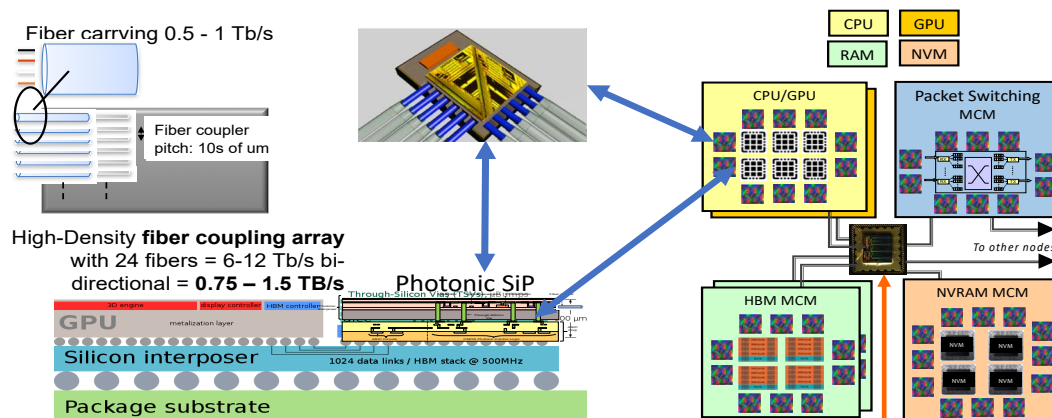 Fiber carrying 0.5 - 1 Tb/s
Fiber coupler
pitch: 10s of um
High-Density fiber coupling array
with 24 fibers = 6-12 Tb/s bi-
directional = 0.75 – 1.5 TB/s
Photonic SiP
Through-Silicon Vias (TSVs),
3D engine
display controller
HBM controller
GPU
metalization layer
Silicon interposer
1024 data links / HBM stack @ 500MHz
Package substrate
CPU
GPU
RAM
NVM
CPU/GPU
Packet Switching
MCM
To other nodes
HBM MCM
NVRAM MCM
NVM
NVM
NVM
NVM